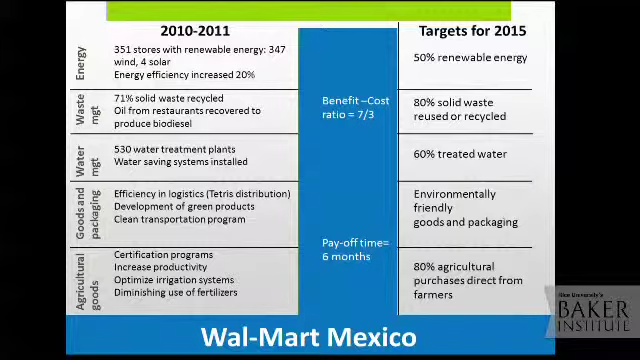 2010-2011
Targets for 2015
Energy
351 stores with renewable energy: 347
wind, 4 solar
Energy efficiency increased 20%
50% renewable energy
Waste
mgt
71% solid waste recycled
Oil from restaurants recovered to
produce biodiesel
Benefit –Cost
ratio = 7/3
80% solid waste
reused or recycled
Water
mgt
530 water treatment plants
Water saving systems installed
60% treated water
Goods and
packaging
Efficiency in logistics (Tetris distribution)
Development of green products
Clean transportation program
Environmentally
friendly
goods and packaging
Pay-off time=
6 months
Agricultural
goods
Certification programs
Increase productivity
Optimize irrigation systems
Diminishing use of fertilizers
80% agricultural
purchases direct from
farmers
Wal-Mart Mexico
Rice University's
BAKER
INSTITUTE